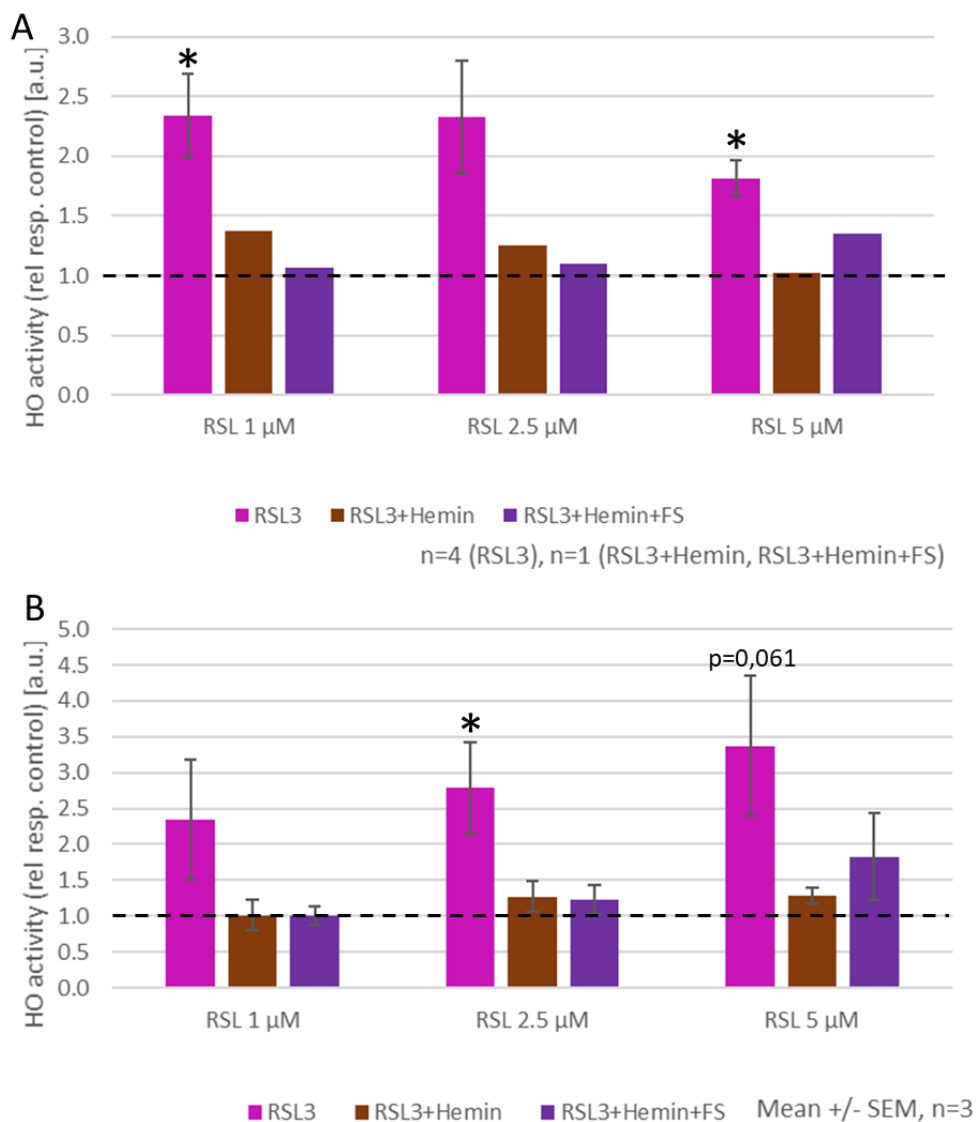 A
HO activity (rel resp. control) [a.u.]
3.0
2.5
2.0
1.5
1.0
0.5
0.0
*
*
RSL 1 µM
RSL 2.5 µM
RSL 5 µM
RSL3
RSL3+Hemin
RSL3+Hemin+FS
n=4 (RSL3), n=1 (RSL3+Hemin, RSL3+Hemin+FS)
B
HO activity (rel resp. control) [a.u.]
5.0
4.5
4.0
3.5
3.0
2.5
2.0
1.5
1.0
0.5
0.0
*
p=0,061
RSL 1 µM
RSL 2.5 µM
RSL 5 µM
RSL3
RSL3+Hemin
RSL3+Hemin+FS
Mean +/- SEM, n=3